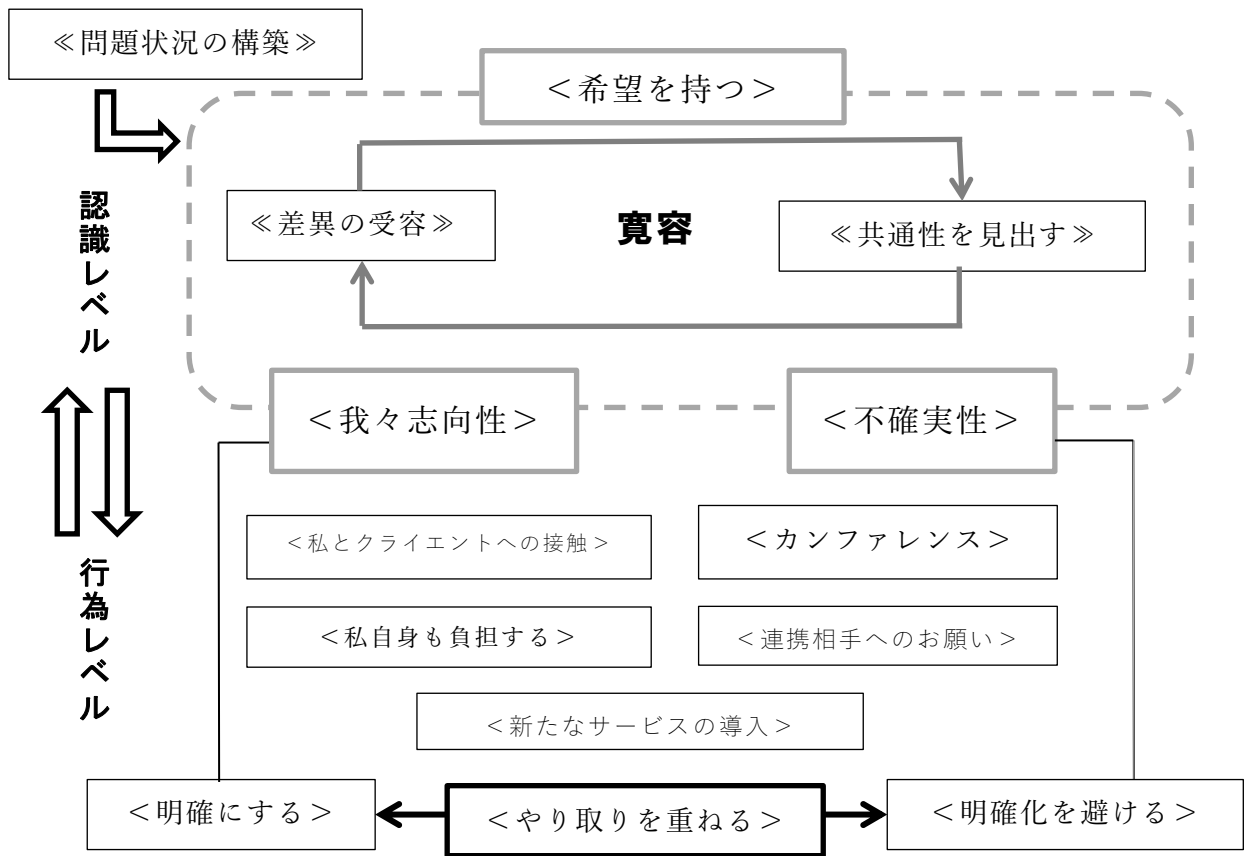 ≪問題状況の構築≫
＜希望を持つ＞
認識レベル
≪差異の受容≫
寛容
≪共通性を見出す≫
＜我々志向性＞
＜不確実性＞
行為レベル
＜私とクライエントへの接触＞
＜カンファレンス＞
＜私自身も負担する＞
＜連携相手へのお願い＞
＜新たなサービスの導入＞
＜明確にする＞
＜やり取りを重ねる＞
＜明確化を避ける＞